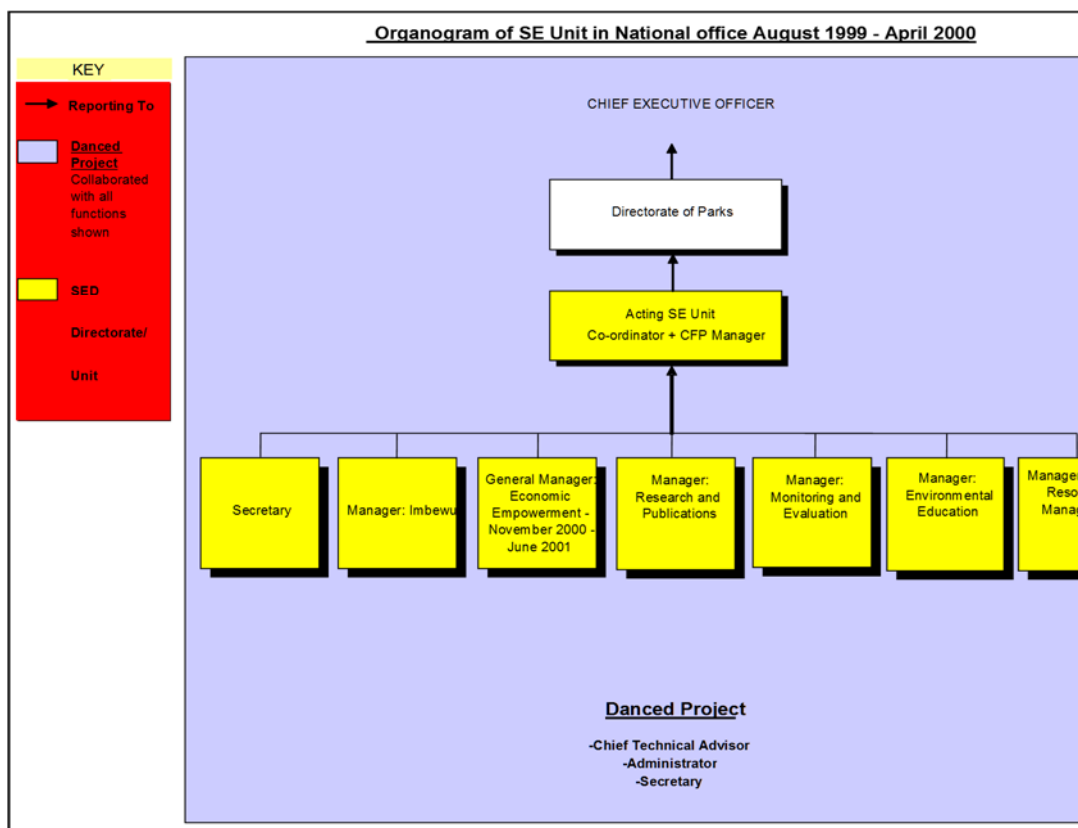 Organogram of SE Unit in National office August 1999 - April 2000
KEY
Reporting To
Danced
Project
Collaborated
with all
functions
shown
SED
Directorate/
Unit
CHIEF EXECUTIVE OFFICER
Directorate of Parks
Acting SE Unit
Co-ordinator + CFP Manager
Secretary
Manager: Imbewu
General Manager:
Economic
Empowerment -
November 2000 -
June 2001
Manager:
Research and
Publications
Manager:
Monitoring and
Evaluation
Manager:
Environmental
Education
Manager
Danced Project
-Chief Technical Advisor
-Administrator
-Secretary